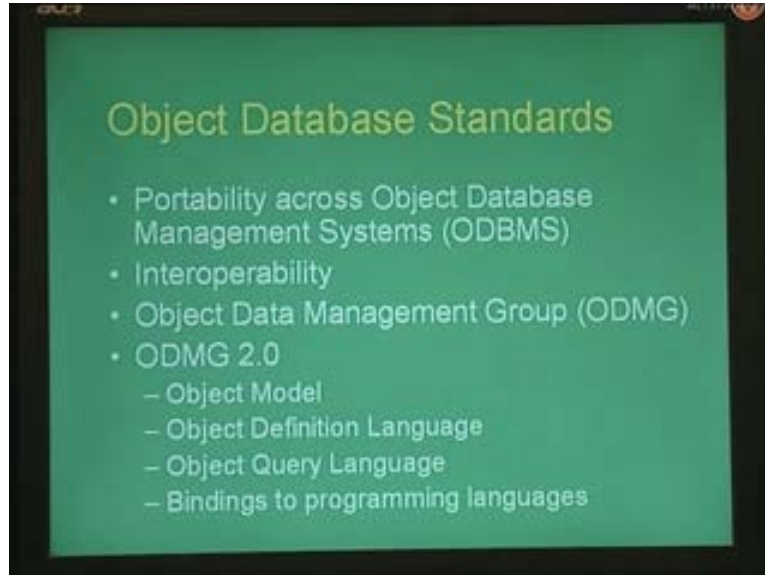 acer
Object Database Standards
• Portability across Object Database
Management Systems (ODBMS)
• Interoperability
• Object Data Management Group (ODMG)
• ODMG 2.0
– Object Model
– Object Definition Language
– Object Query Language
– Bindings to programming languages